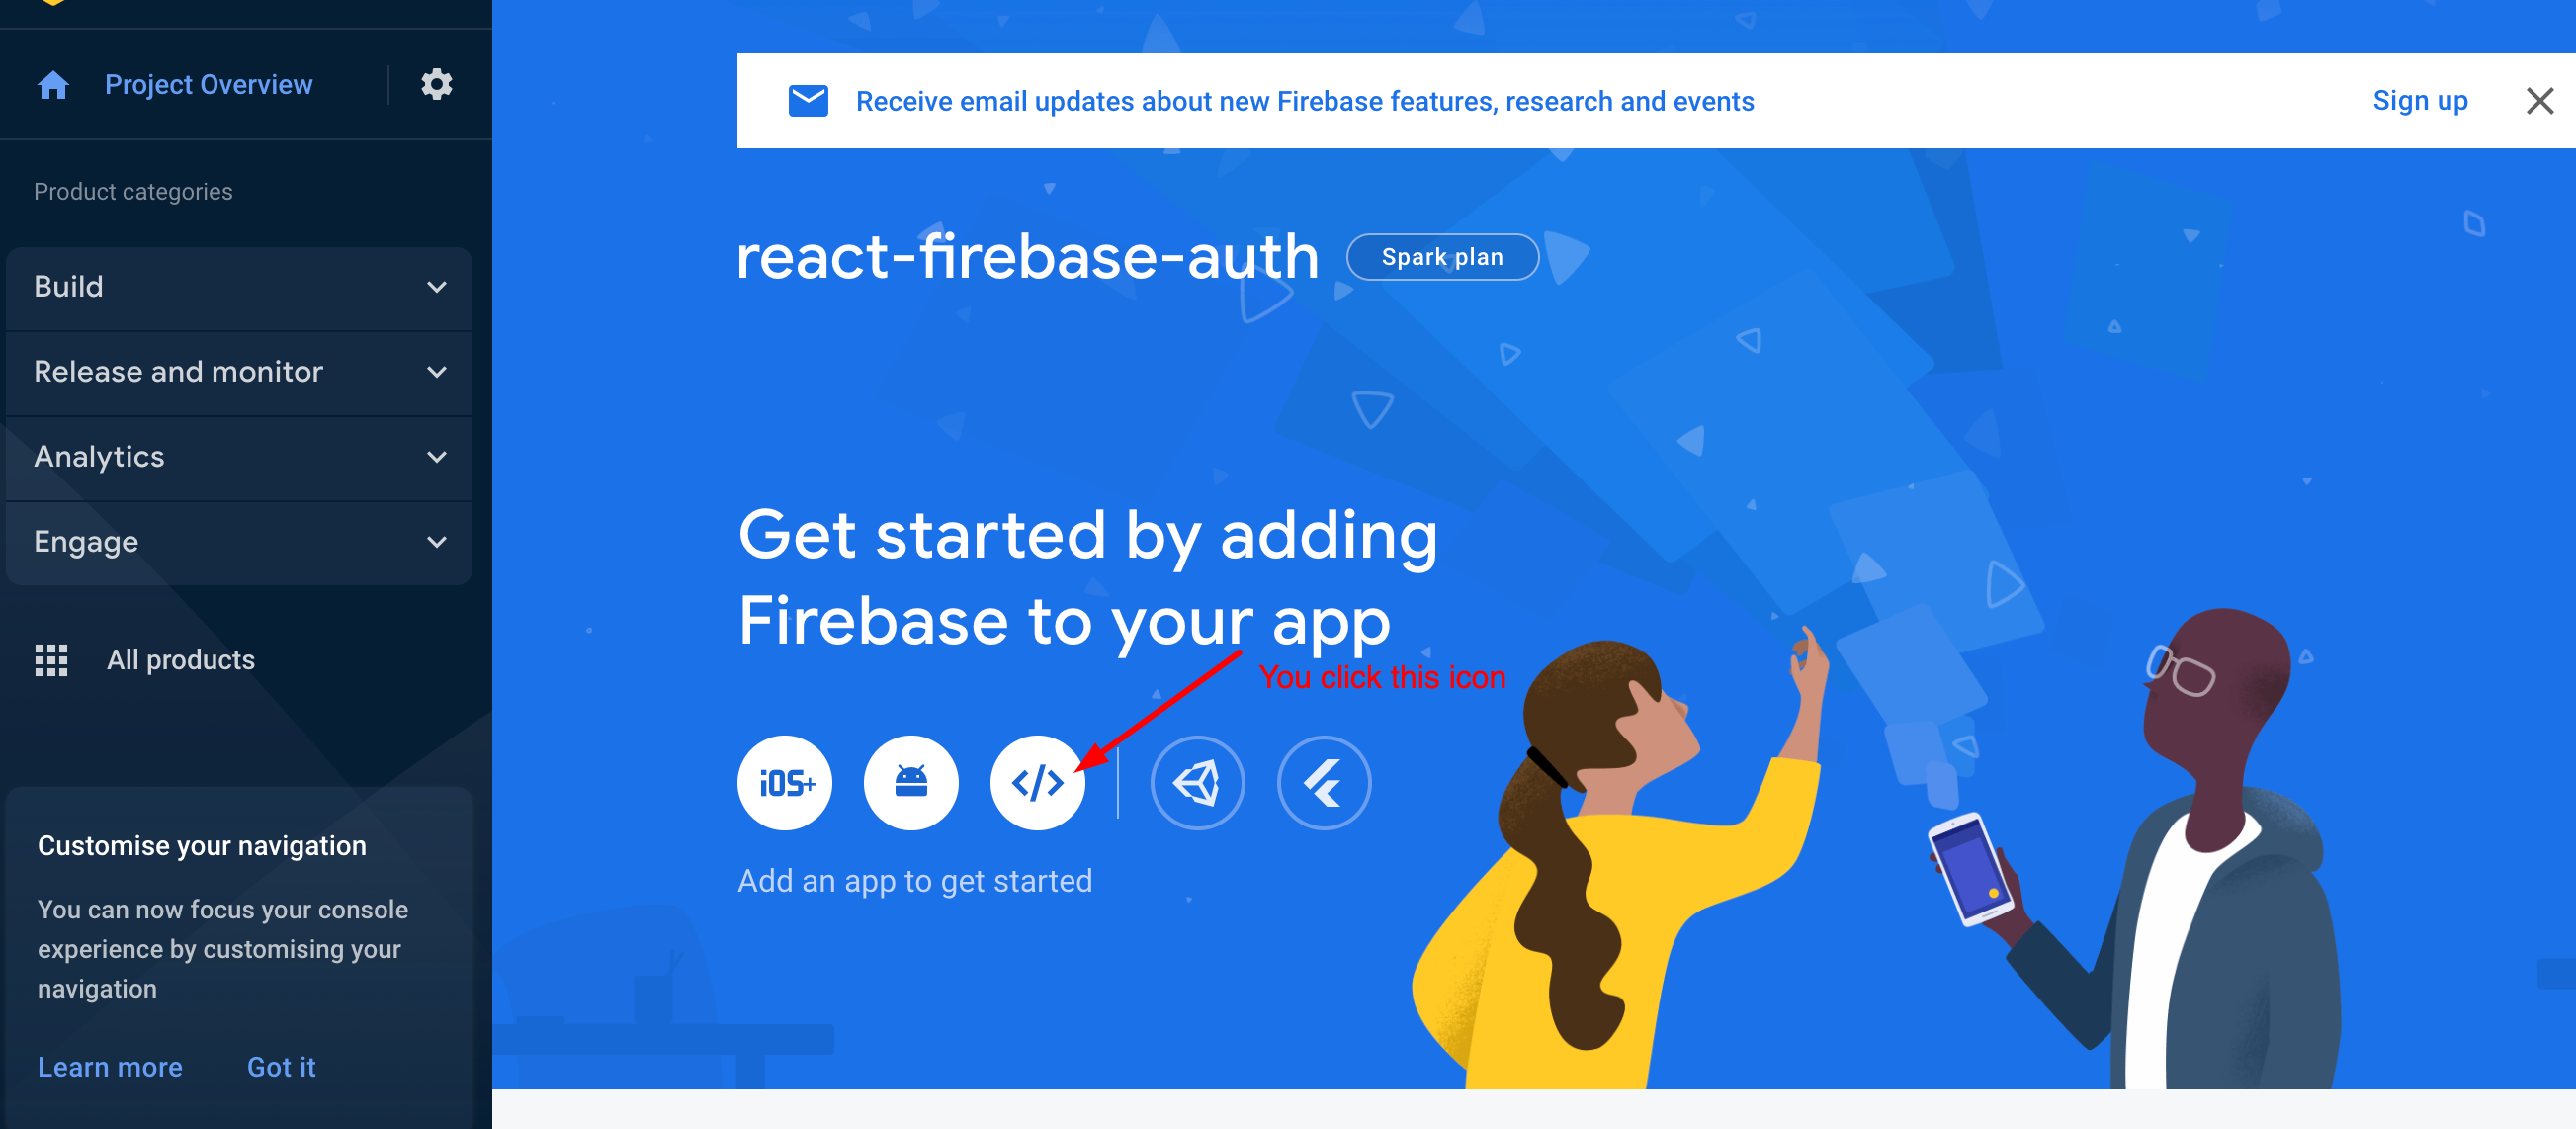 Project Overview
Product categories
Build
Release and monitor
Analytics
Engage
All products
Customise your navigation
You can now focus your console
experience by customising your
navigation
Learn more Got it
Receive email updates about new Firebase features, research and events Sign up
react-firebase-auth Spark plan
Get started by adding
Firebase to your app
You click this icon
iOS+ </>
Add an app to get started